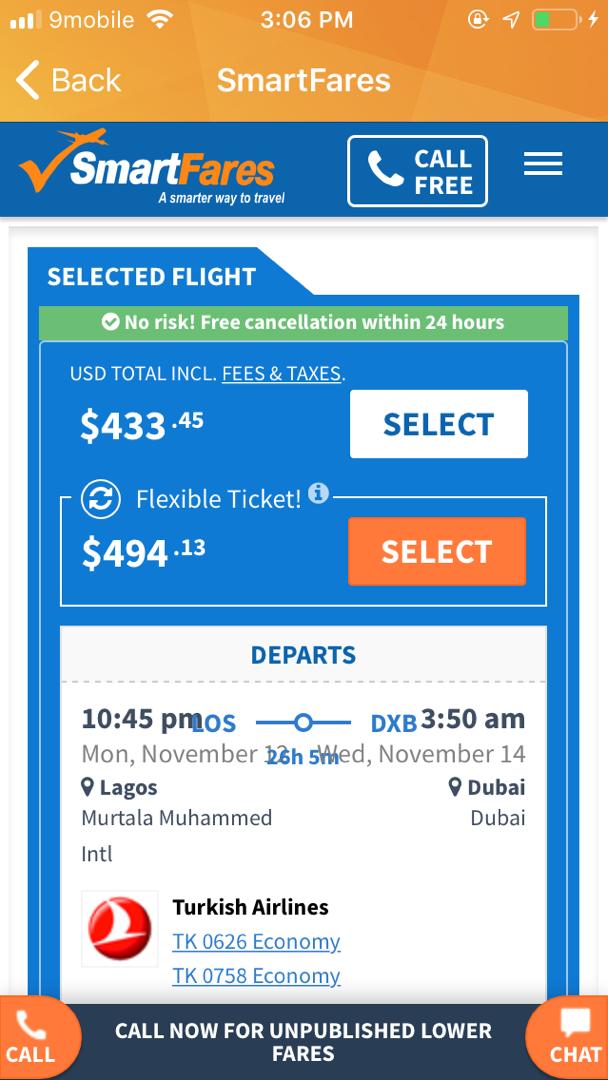 9mobile 3:06 PM
Back SmartFares
SmartFares
A smarter way to travel
CALL
FREE
SELECTED FLIGHT
No risk! Free cancellation within 24 hours
USD TOTAL INCL. FEES & TAXES.
$433.45 SELECT
Flexible Ticket! i
$494.13 SELECT
DEPARTS
10:45 pm LOS DXB 3:50 am
Mon, November 26h 5m Wed, November 14
Lagos Dubai
Murtala Muhammed Dubai
Intl
Turkish Airlines
TK 0626 Economy
TK 0758 Economy
CALL
CALL NOW FOR UNPUBLISHED LOWER
FARES
CHAT